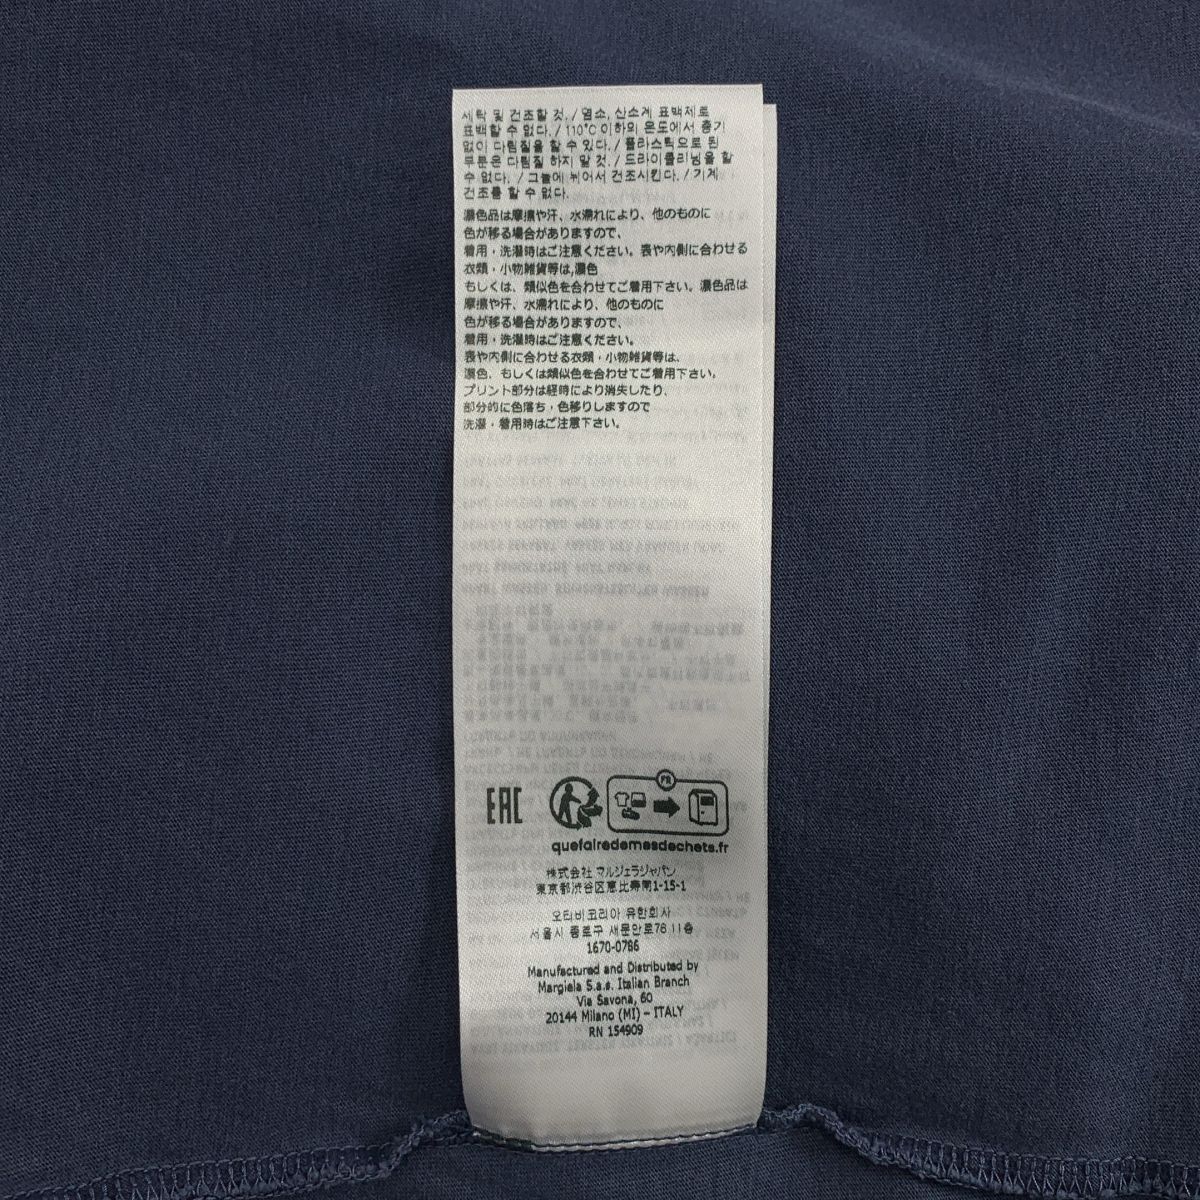 세탁 및 건조할 것. / 염소, 산소계 표백제로
표백할 수 없다. / 110°C 이하의 온도에서 증기
없이 다림질을 할 수 있다. / 플라스틱으로 된
부분은 다림질 하지 말 것. / 드라이클리닝을 할
수 없다. / 그늘에 뉘어서 건조시킨다. / 기계
건조를 할 수 없다.
濃色品は摩擦や汗、水濡れにより、他のものに
色が移る場合がありますので、
着用・洗濯時はご注意ください。表や内側に合わせる
衣類・小物雑貨等は,濃色
もしくは、類似色を合わせてご着用下さい。濃色品は
摩擦や汗、水濡れにより、他のものに
色が移る場合がありますので、
着用・洗濯時はご注意ください。
表や内側に合わせる衣類・小物雑貨等は、
濃色、もしくは類似色を合わせてご着用下さい。
プリント部分は経時により消失したり、
部分的に色落ち・色移りしますので
洗濯・着用時はご注意下さい。
EAC
FR
quefairedemesdechets.fr
株式会社 マルジェラジャパン
東京都渋谷区恵比寿南1-15-1
오티비코리아 유한회사
서울시 종로구 새문안로76 11층
1670-0786
Manufactured and Distributed by
Margiela S.a.s. Italian Branch
Via Savona, 60
20144 Milano (MI) – ITALY
RN 154909